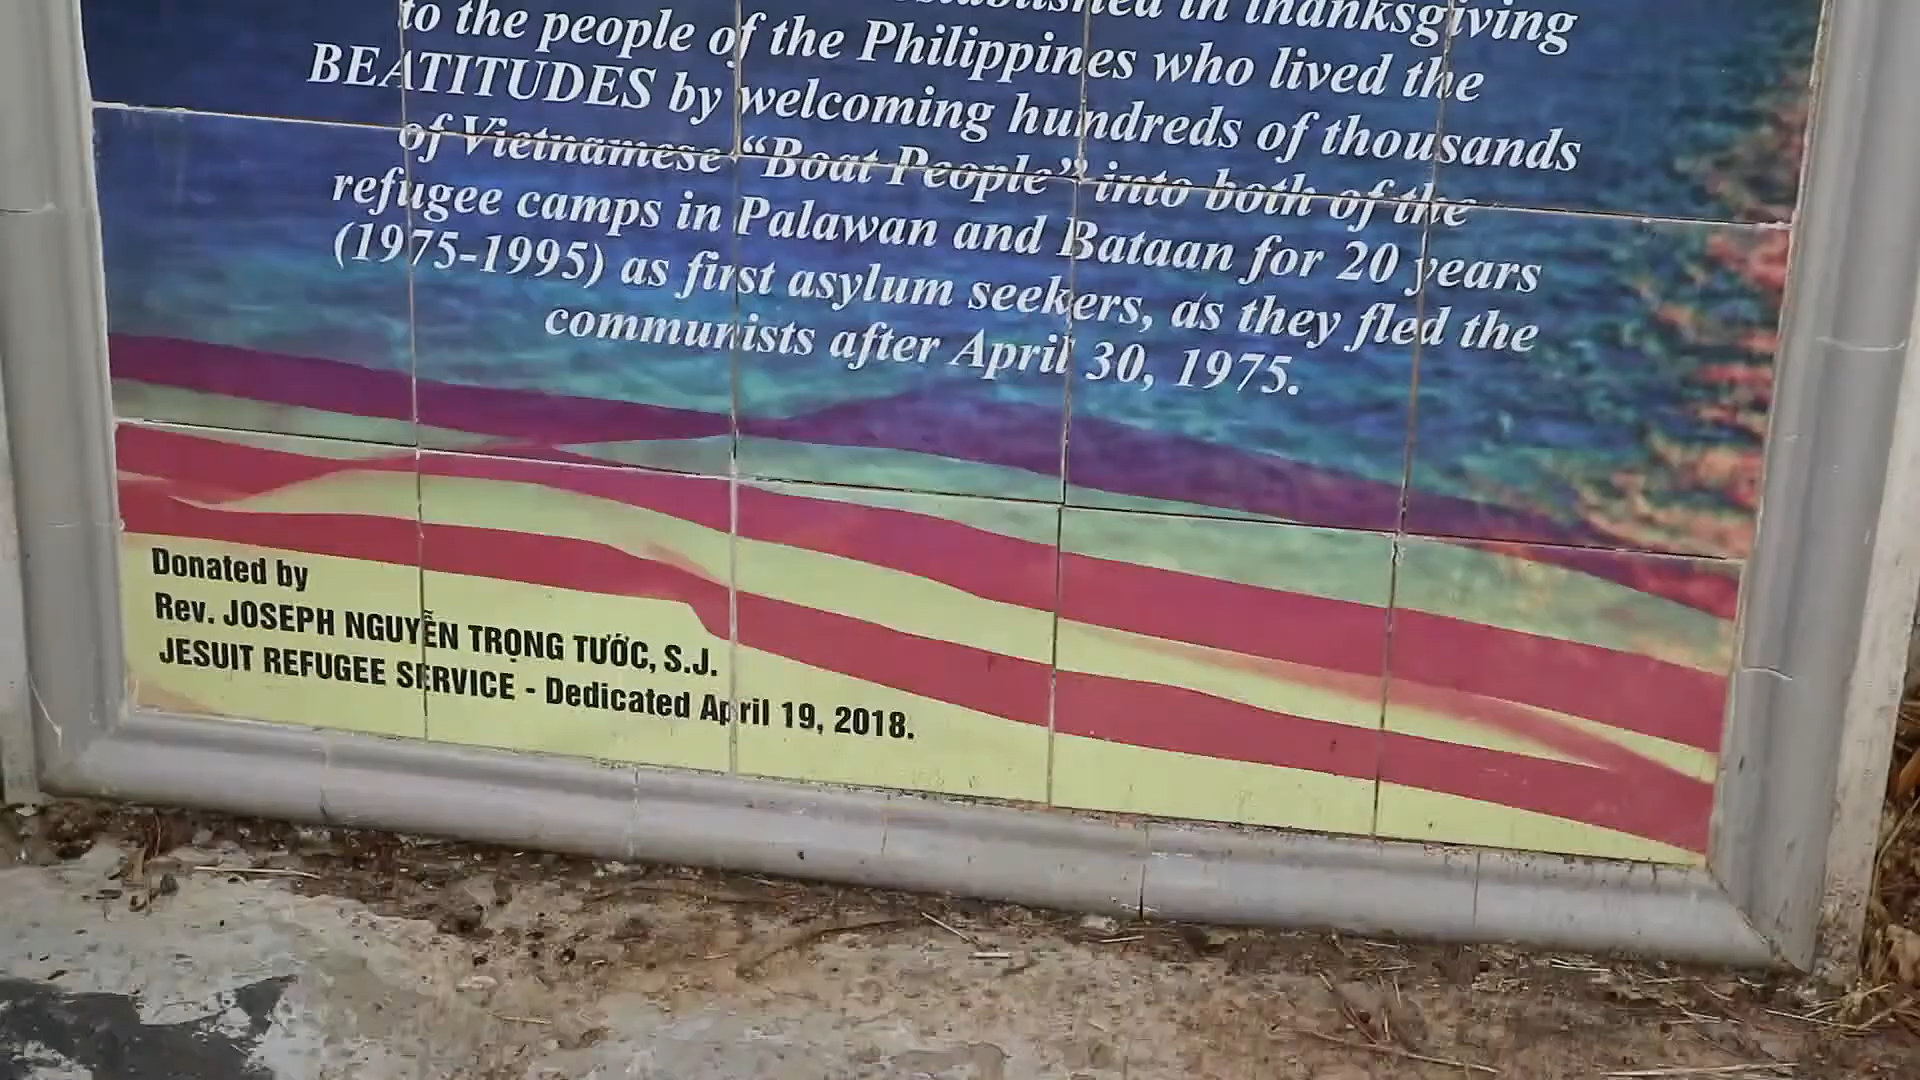 established in thanksgiving
to the people of the Philippines who lived the
BEATITUDES by welcoming hundreds of thousands
of Vietnamese “Boat People” into both of the
refugee camps in Palawan and Bataan for 20 years
(1975-1995) as first asylum seekers, as they fled the
communists after April 30, 1975.
Donated by
Rev. JOSEPH NGUYỄN TRỌNG TƯỚC, S.J.
JESUIT REFUGEE SERVICE - Dedicated April 19, 2018.